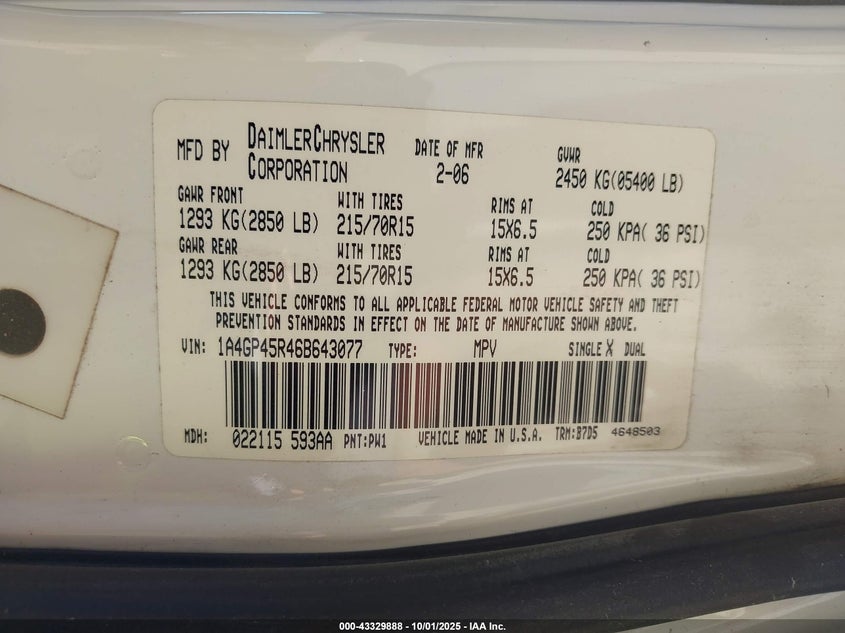 MFD BY DAIMLERCHRYSLER CORPORATION DATE OF MFR 2-06 GVWR 2450 KG(05400 LB)
GAWR FRONT WITH TIRES RIMS AT COLD
1293 KG(2850 LB) 215/70R15 15X6.5 250 KPA( 36 PSI)
GAWR REAR WITH TIRES RIMS AT COLD
1293 KG(2850 LB) 215/70R15 15X6.5 250 KPA( 36 PSI)
THIS VEHICLE CONFORMS TO ALL APPLICABLE FEDERAL MOTOR VEHICLE SAFETY AND THEFT
PREVENTION STANDARDS IN EFFECT ON THE DATE OF MANUFACTURE SHOWN ABOVE.
VIN: 1A4GP45R46B643077 TYPE: MPV SINGLE X DUAL
MDH: 022115 593AA PNT:PW1 VEHICLE MADE IN U.S.A. TRM:B7D5 4648503
000-43329888 - 10/01/2025 - IAA Inc.